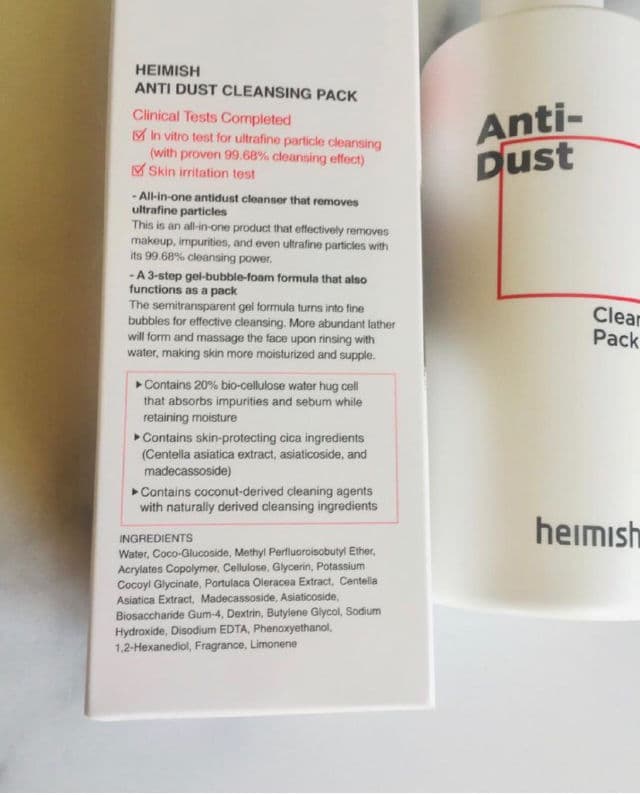 HEIMISH
ANTI DUST CLEANSING PACK
Clinical Tests Completed
In vitro test for ultrafine particle cleansing
(with proven 99.68% cleansing effect)
Skin irritation test
- All-in-one antidust cleanser that removes
ultrafine particles
This is an all-in-one product that effectively removes
makeup, impurities, and even ultrafine particles with
its 99.68% cleansing power.
- A 3-step gel-bubble-foam formula that also
functions as a pack
The semitransparent gel formula turns into fine
bubbles for effective cleansing. More abundant lather
will form and massage the face upon rinsing with
water, making skin more moisturized and supple.
▶ Contains 20% bio-cellulose water hug cell
that absorbs impurities and sebum while
retaining moisture
▶ Contains skin-protecting cica ingredients
(Centella asiatica extract, asiaticoside, and
madecassoside)
▶ Contains coconut-derived cleaning agents
with naturally derived cleansing ingredients
INGREDIENTS
Water, Coco-Glucoside, Methyl Perfluoroisobutyl Ether,
Acrylates Copolymer, Cellulose, Glycerin, Potassium
Cocoyl Glycinate, Portulaca Oleracea Extract, Centella
Asiatica Extract, Madecassoside, Asiaticoside,
Biosaccharide Gum-4, Dextrin, Butylene Glycol, Sodium
Hydroxide, Disodium EDTA, Phenoxyethanol,
1,2-Hexanediol, Fragrance, Limonene
Anti-
Dust
Clean
Pack
heimish